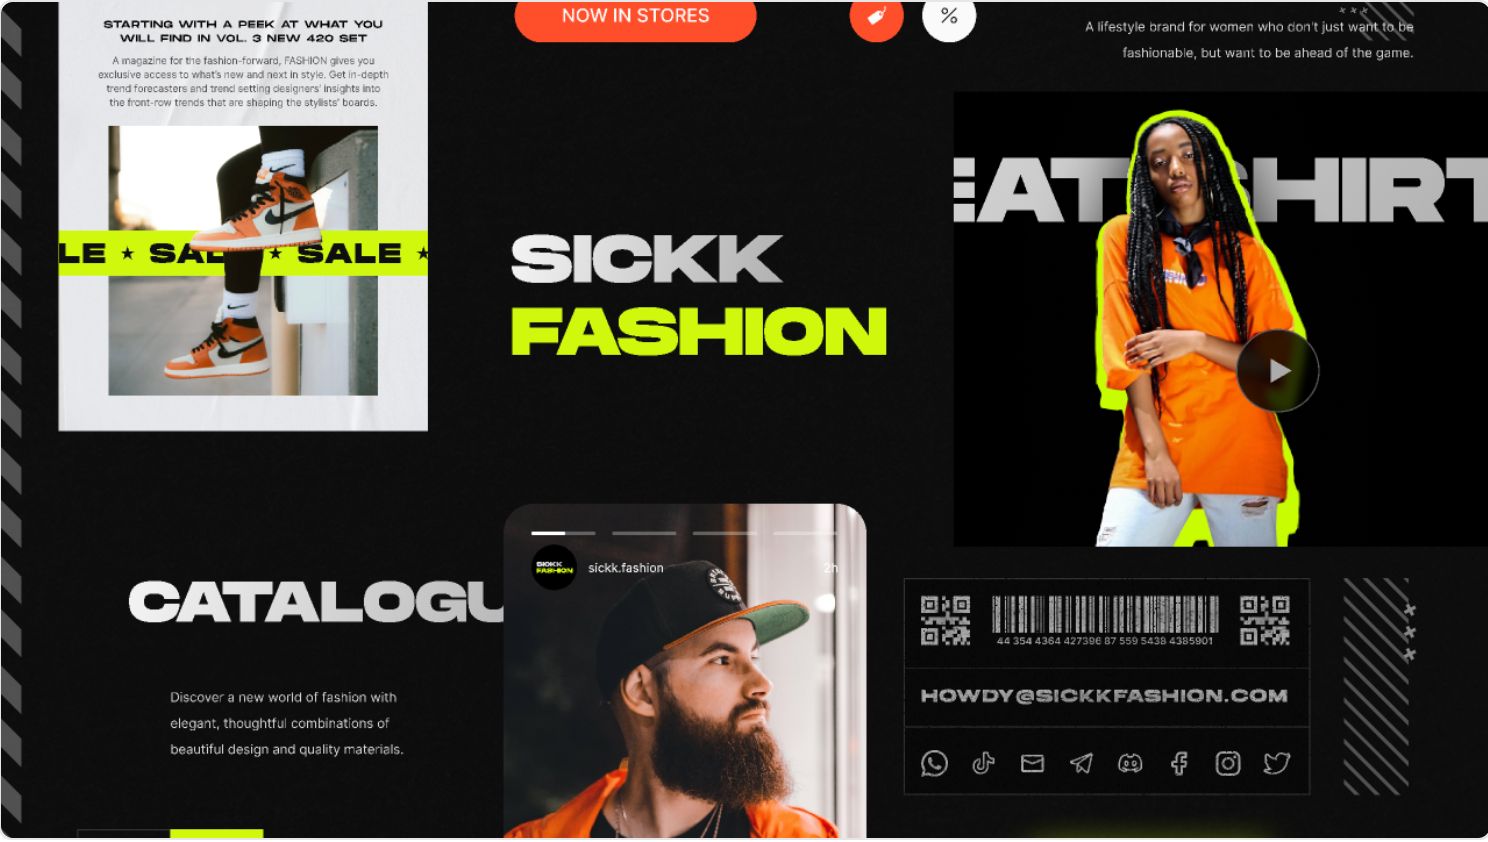 STARTING WITH A PEEK AT WHAT YOU
WILL FIND IN VOL. 3 NEW 420 SET
A magazine for the fashion-forward, FASHION gives you
exclusive access to what's new and next in style. Get in-depth
trend forecasters and trend setting designers' insights into
the front-row trends that are shaping the stylists' boards.
LE ★ SALE ★ SALE ★
NOW IN STORES
%
A lifestyle brand for women who don't just want to be
fashionable, but want to be ahead of the game.
EATSHIRT
SICKK
FASHION
CATALOGU
Discover a new world of fashion with
elegant, thoughtful combinations of
beautiful design and quality materials.
SICKK
FASHION
sickk.fashion
2h
44 354 4364 427396 87 559 5438 4385901
HOWDY@SICKKFASHION.COM